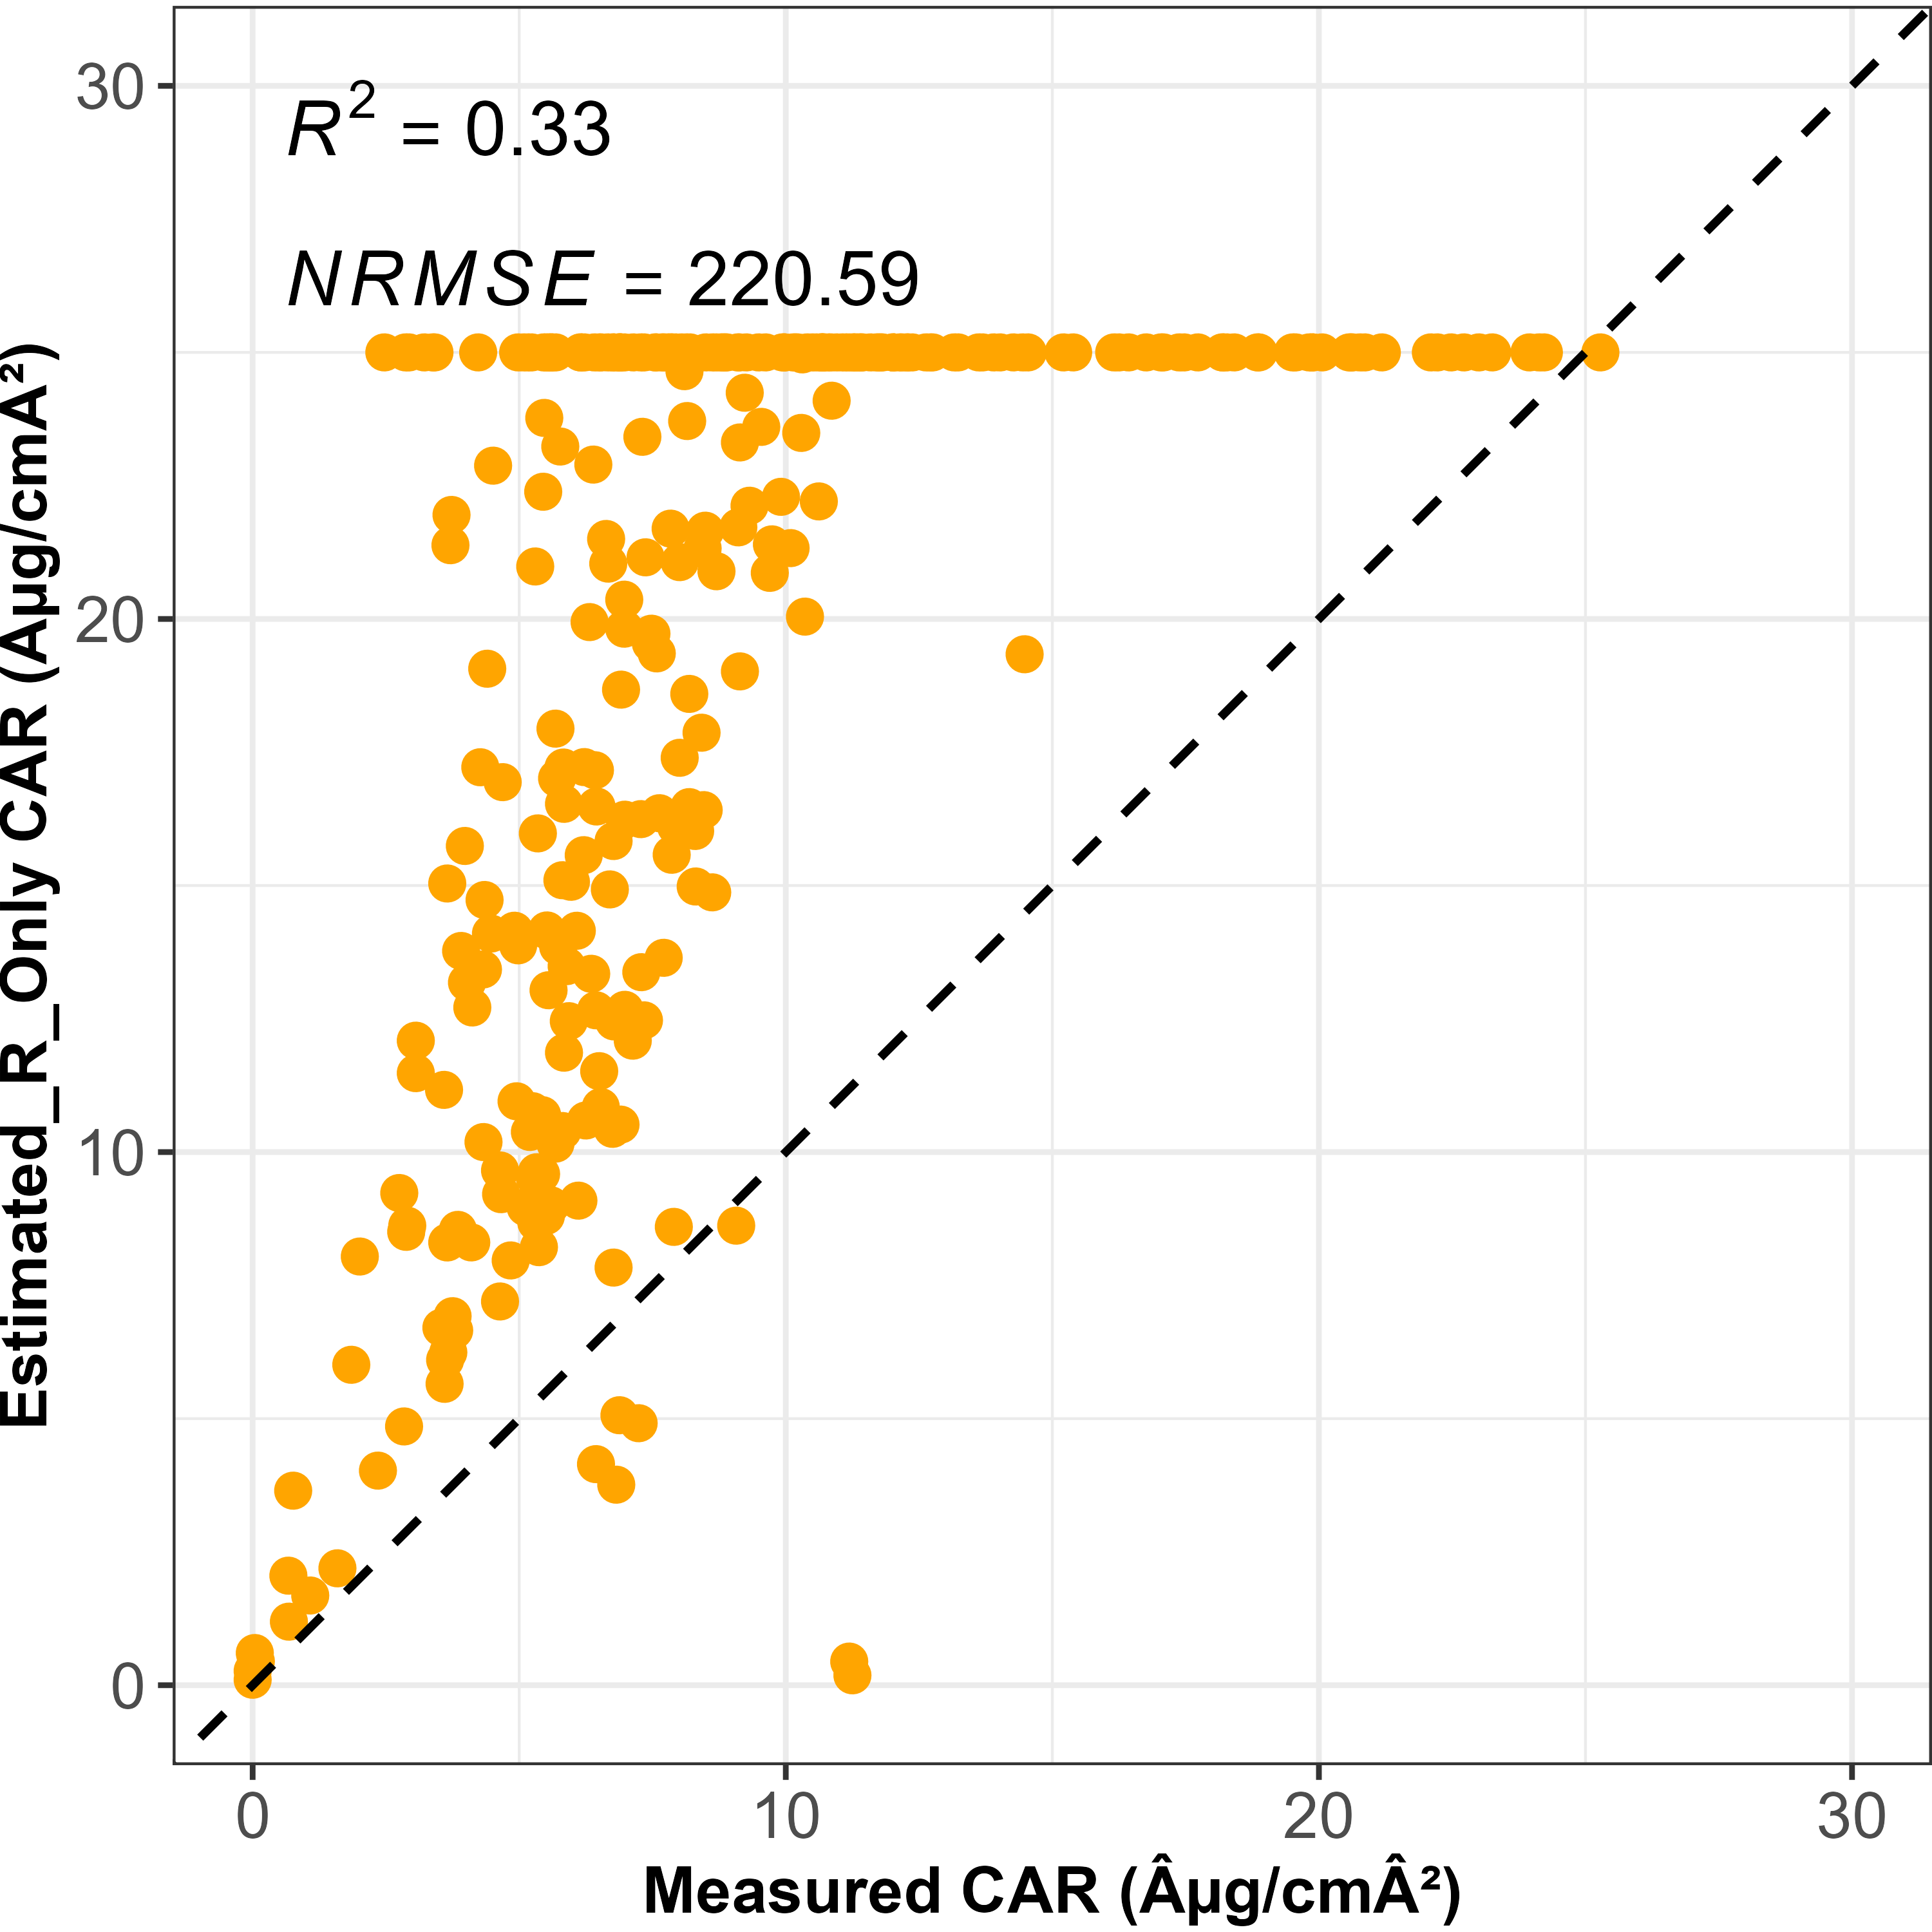 R² = 0.33
NRMSE = 220.59
30
20
10
0
0 10 20 30
Measured CAR (Âµg/cmÂ²)
Estimated_R_Only CAR (Âµg/cmÂ²)